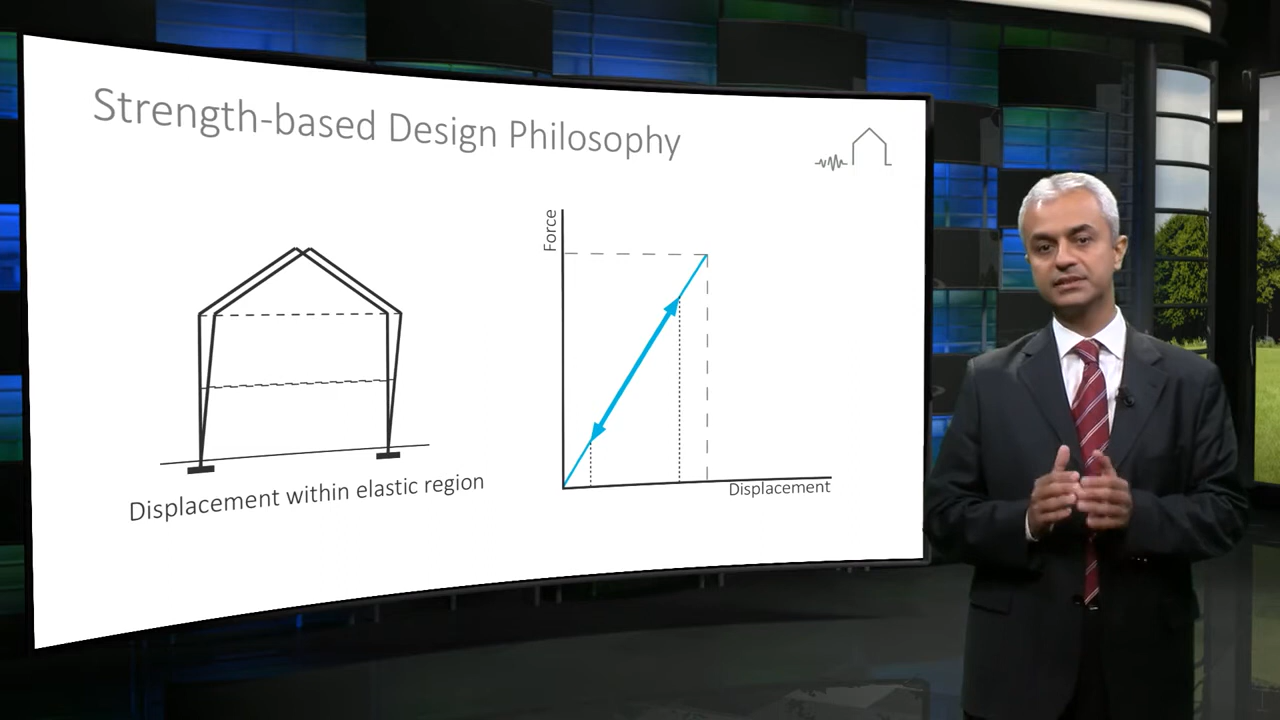 Strength-based Design Philosophy
Force
Displacement
Displacement within elastic region